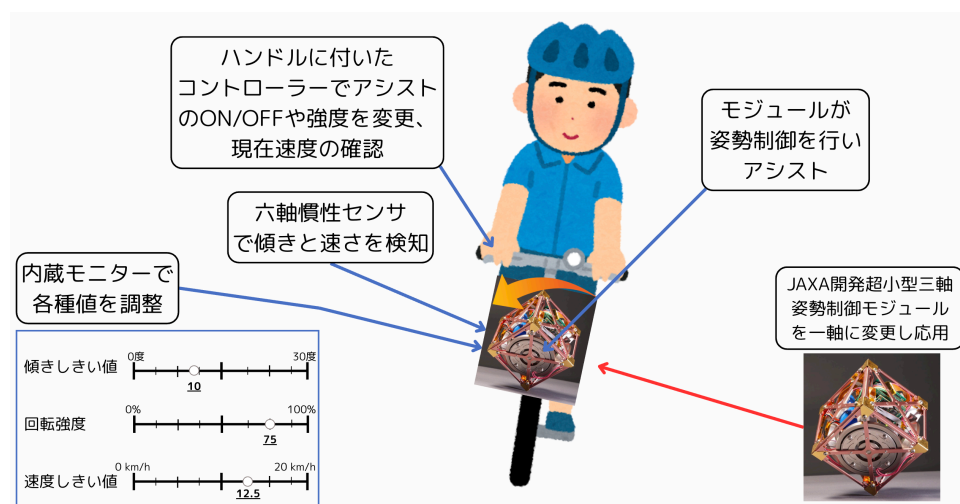 ハンドルに付いた
コントローラーでアシスト
のON/OFFや強度を変更、
現在速度の確認
モジュールが
姿勢制御を行い
アシスト
六軸慣性センサ
で傾きと速さを検知
内蔵モニターで
各種値を調整
JAXA開発超小型三軸
姿勢制御モジュール
を一軸に変更し応用
傾きしきい値
0度
30度
10
回転強度
0%
100%
75
速度しきい値
0 km/h
20 km/h
12.5